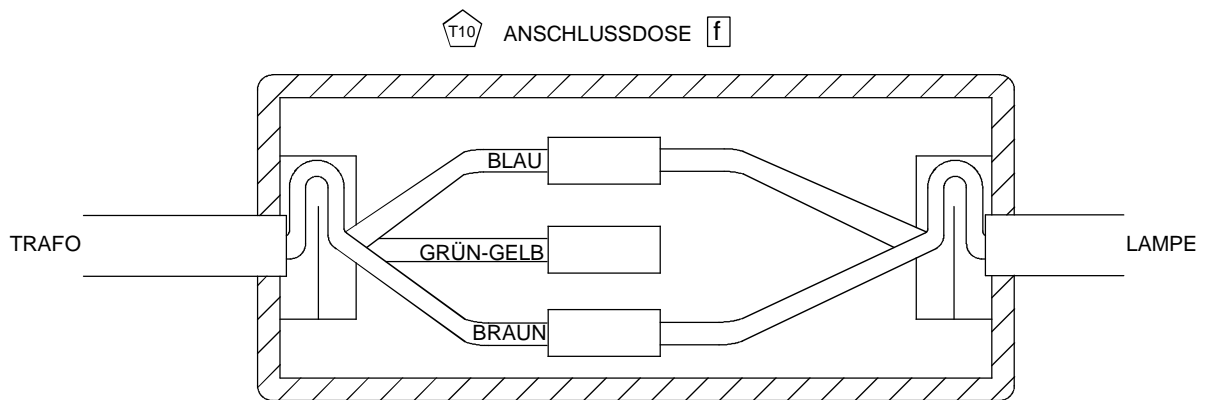 T10 ANSCHLUSSDOSE f
BLAU
TRAFO
GRÜN-GELB
LAMPE
BRAUN